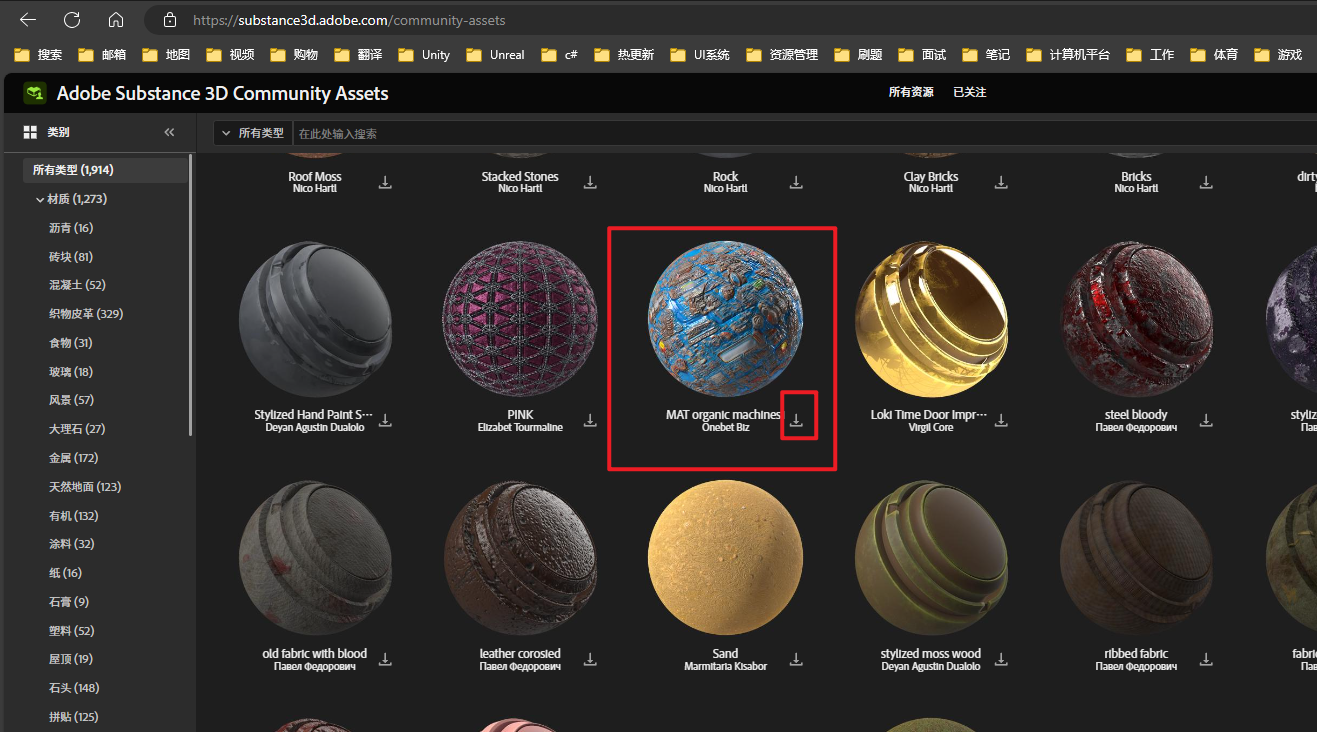 https://substance3d.adobe.com/community-assets
搜索 邮箱 地图 视频 购物 翻译 Unity Unreal c# 热更新 UI系统 资源管理 刷题 面试 笔记 计算机平台 工作 体育 游戏
Adobe Substance 3D Community Assets 所有资源 已关注
类别
所有类型 在此处输入搜索
所有类型 (1,914)
材质 (1,273)
沥青 (16)
砖块 (81)
混凝土 (52)
织物皮革 (329)
食物 (31)
玻璃 (18)
风景 (57)
大理石 (27)
金属 (172)
天然地面 (123)
有机 (132)
涂料 (32)
纸 (16)
石膏 (9)
塑料 (52)
屋顶 (19)
石头 (148)
拼贴 (125)
Roof Moss
Nico Hartl
Stacked Stones
Nico Hartl
Rock
Nico Hartl
Clay Bricks
Nico Hartl
Bricks
Nico Hartl
dirty
Stylized Hand Paint S···
Deyan Agustin Dualolo
PINK
Elizabet Tourmaline
MAT organic machines
Onebet Biz
Loki Time Door Impr···
Virgil Core
steel bloody
Павел Федорович
styliz
Па
old fabric with blood
Павел Федорович
leather corosied
Павел Федорович
Sand
Marmitaria Kisabor
stylized moss wood
Deyan Agustin Dualolo
ribbed fabric
Павел Федорович
fabri
Па